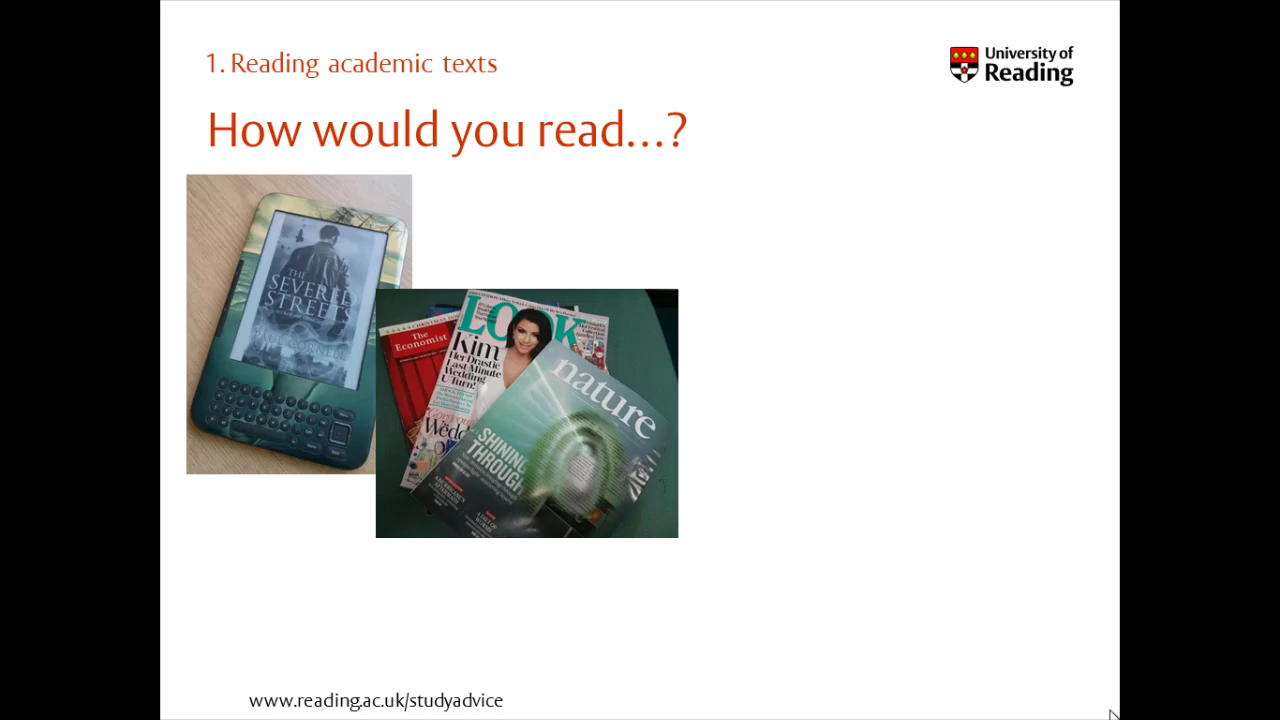 1. Reading academic texts
University of
Reading
How would you read...?
THE
SEVERED
STREETS
The
Economist
LOOK
Kim
Her Drastic
Last Minute
Wedding
U-Turn!
nature
SHINING
THROUGH
www.reading.ac.uk/studyadvice